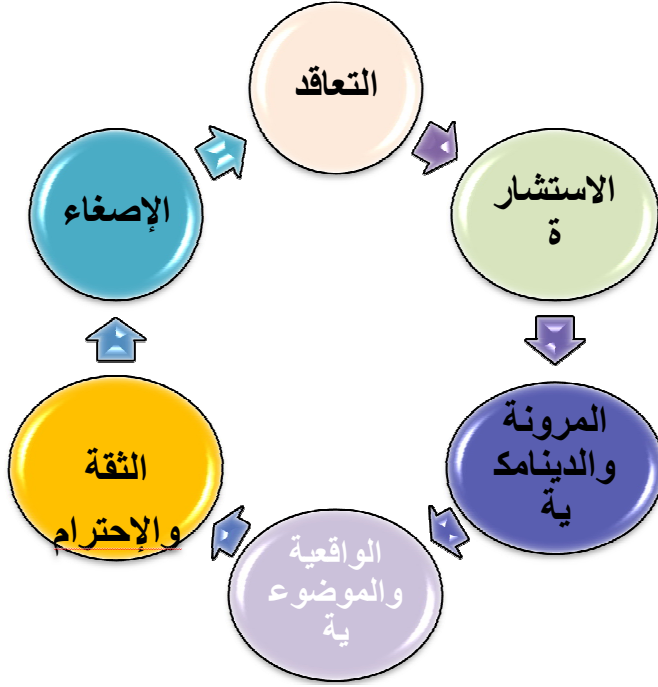 التعاقد
الاستشار
ة
المرونة
والدينامك
ية
الواقعية
والموضوع
ية
الثقة
والإحترام
الإصغاء